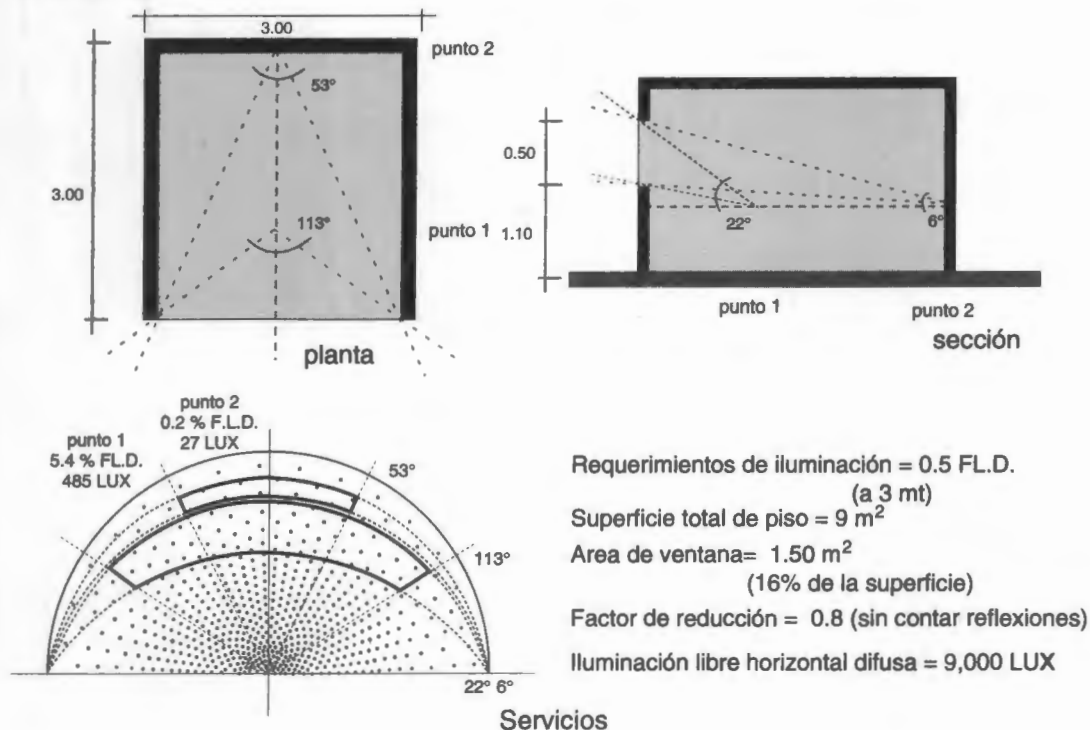 3.00
punto 2
53°
3.00
113°
punto 1
planta
0.50
1.10
22°
6°
punto 1
punto 2
sección
punto 2
0.2 % F.L.D.
27 LUX
punto 1
5.4 % FL.D.
485 LUX
53°
113°
22° 6°
Requerimientos de iluminación = 0.5 FL.D.
(a 3 mt)
Superficie total de piso = 9 m²
Area de ventana= 1.50 m²
(16% de la superficie)
Factor de reducción = 0.8 (sin contar reflexiones)
Iluminación libre horizontal difusa = 9,000 LUX
Servicios